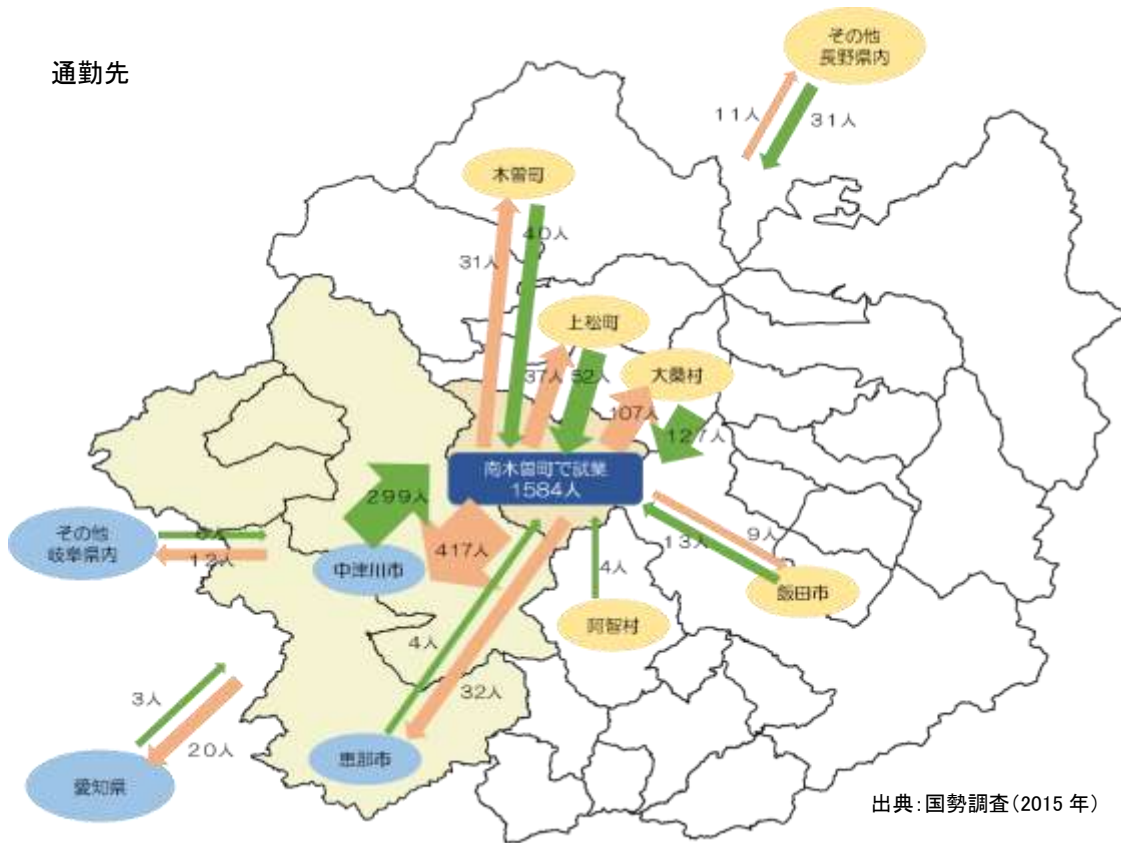 通勤先
その他
長野県内
11人
31人
木曽町
40人
31人
上松町
37人
52人
大桑村
107人
127人
南木曽町で就業
1584人
299人
417人
その他
岐阜県内
12人
中津川市
13人
9人
飯田市
4人
阿智村
4人
32人
3人
20人
恵那市
愛知県
出典：国勢調査（2015 年）